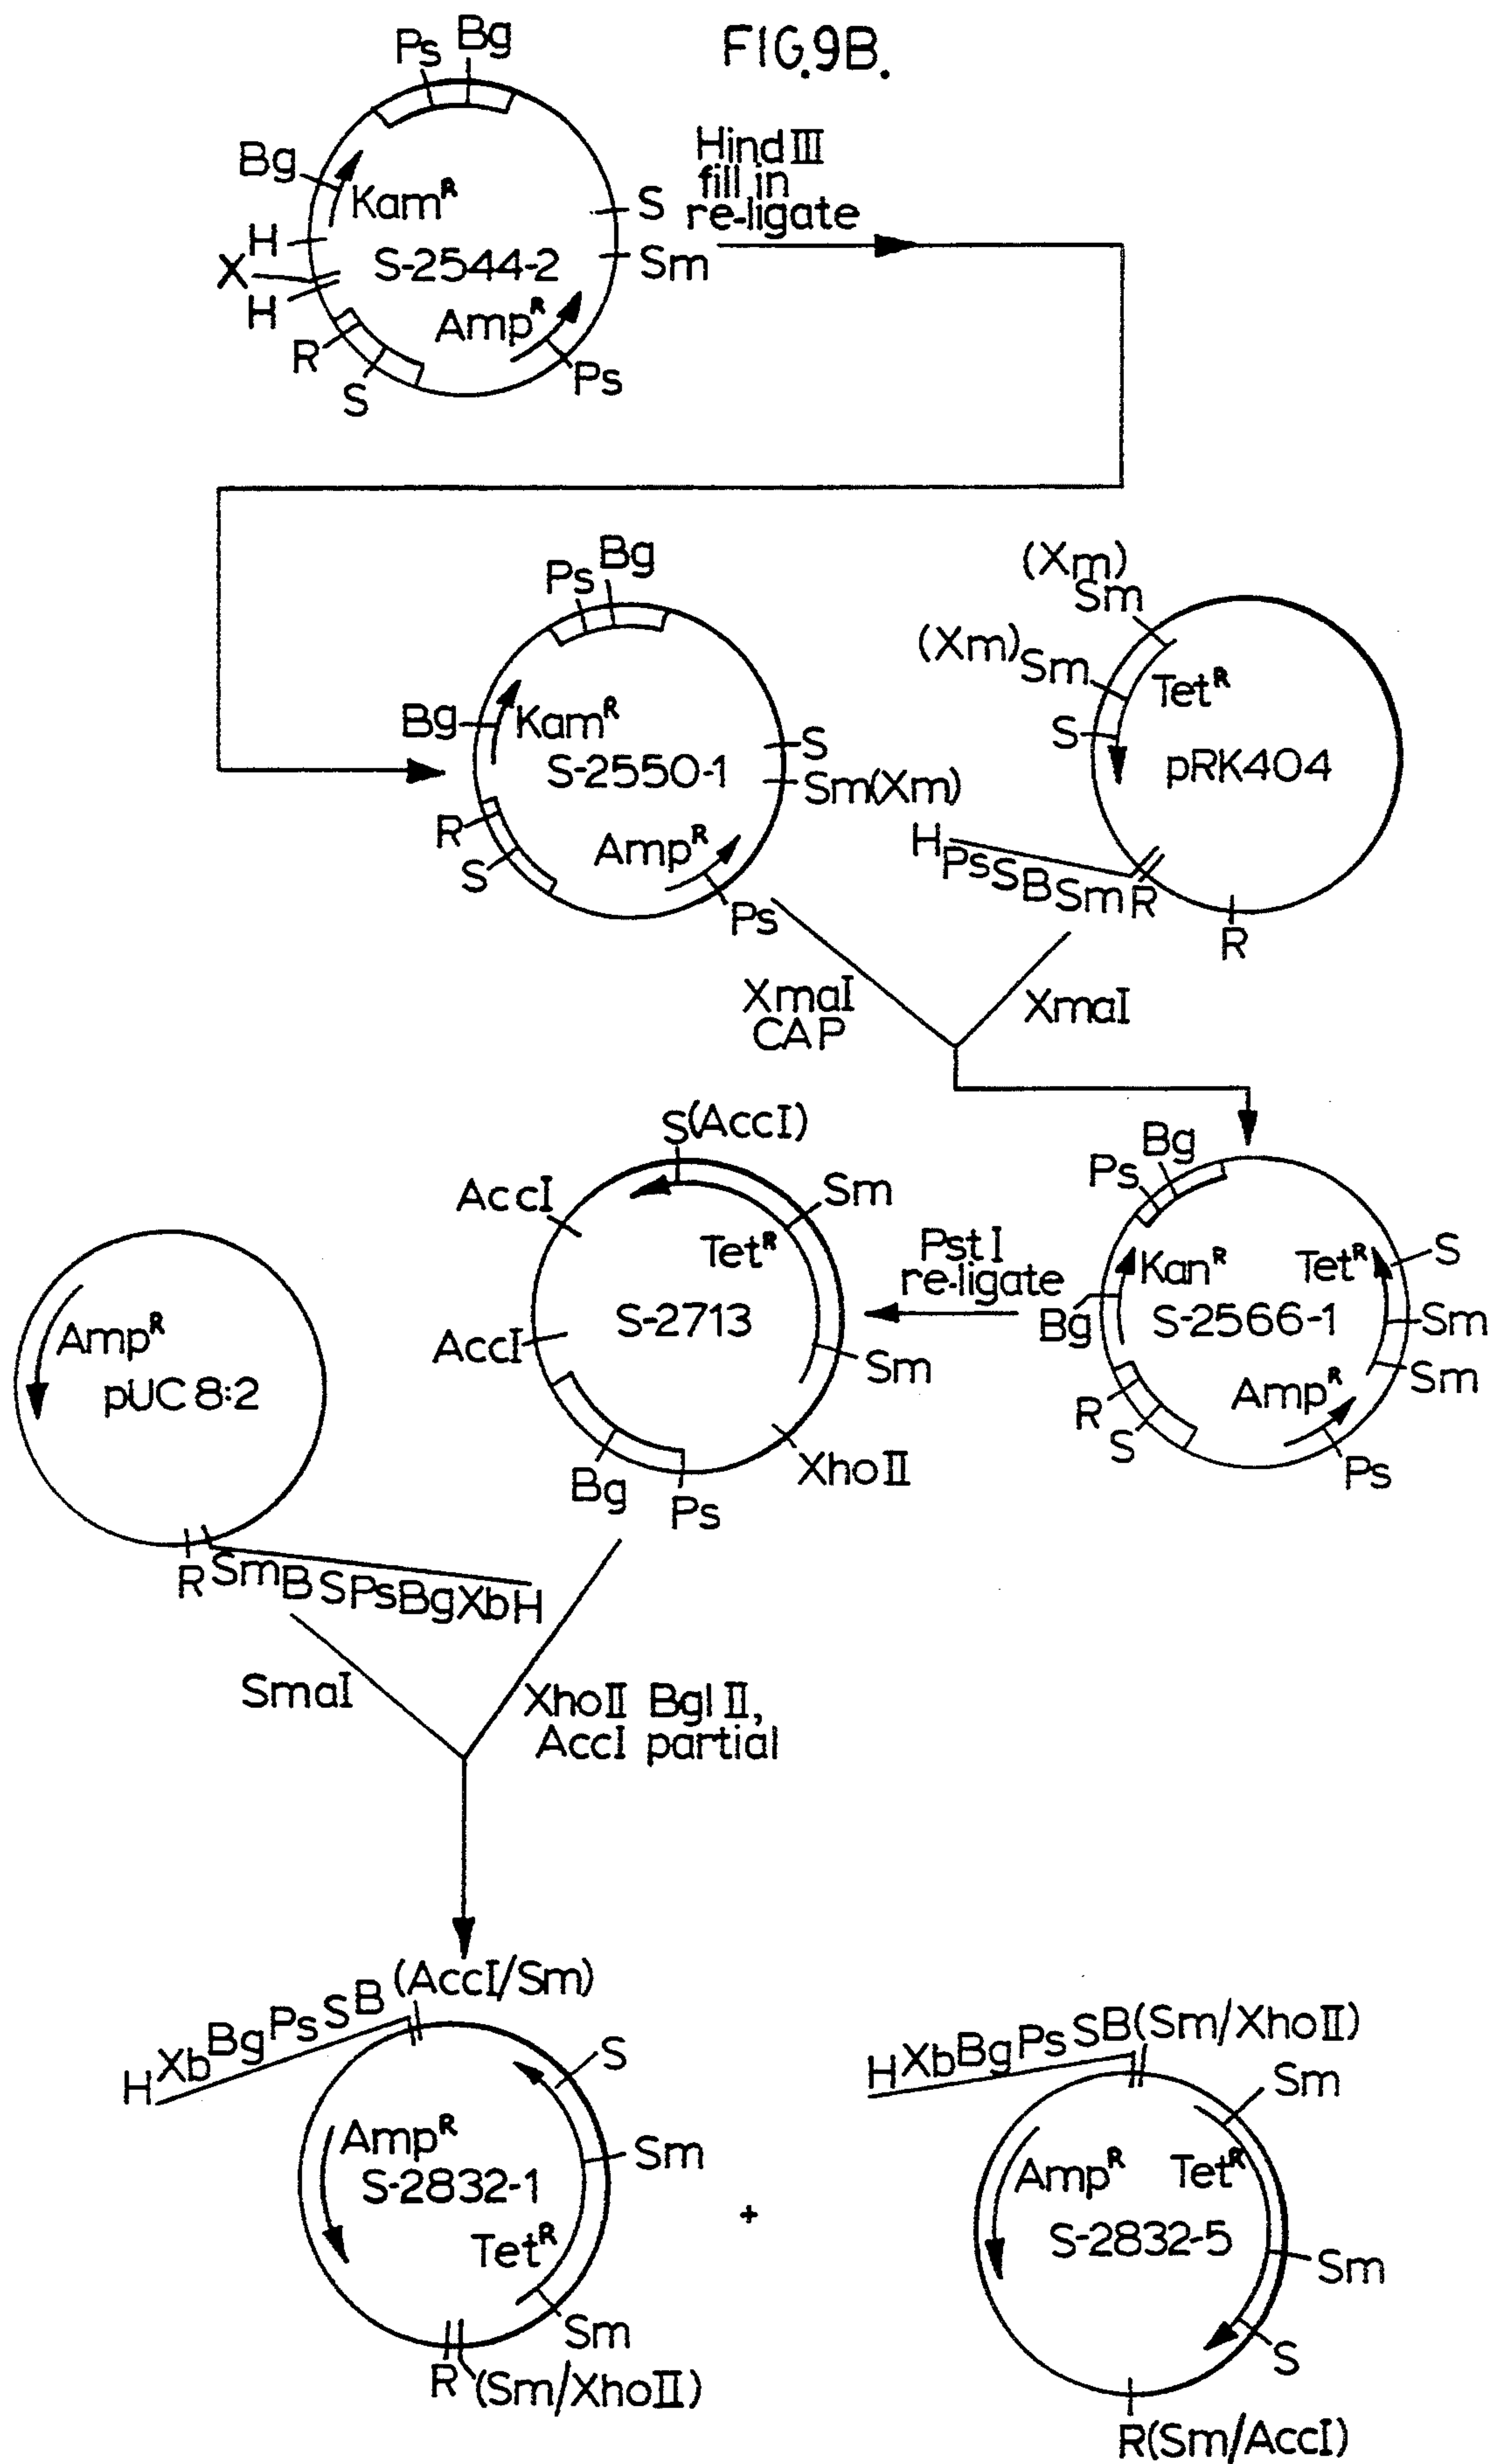 FIG. 9B.
Ps Bg
Bg
Kam^R
H
X
H
S-2544-2
S
Sm
Amp^R
R
S
Ps
Hind III
fill in
re-ligate
Ps Bg
Bg
Kam^R
S-2550-1
S
Sm(Xm)
R
S
Amp^R
Ps
(Xm)
Sm
(Xm)Sm
Tet^R
S
pRK404
H Ps S B Sm R
R
XmaI
CAP
XmaI
S(AccI)
AccI
Sm
Tet^R
S-2713
AccI
Sm
Bg
Ps
XhoII
PstI
re-ligate
Ps Bg
Kan^R
Tet^R
S
Bg
S-2566-1
Sm
Sm
R
S
Amp^R
Ps
Amp^R
pUC 8:2
R Sm B S Ps Bg Xb H
SmaI
XhoII Bgl II,
AccI partial
H Xb Bg Ps S B (AccI/Sm)
S
Amp^R
Sm
S-2832-1
Tet^R
Sm
R (Sm/XhoII)
+
H Xb Bg Ps S B (Sm/XhoII)
Sm
Amp^R
Tet^R
S-2832-5
Sm
S
R(Sm/AccI)